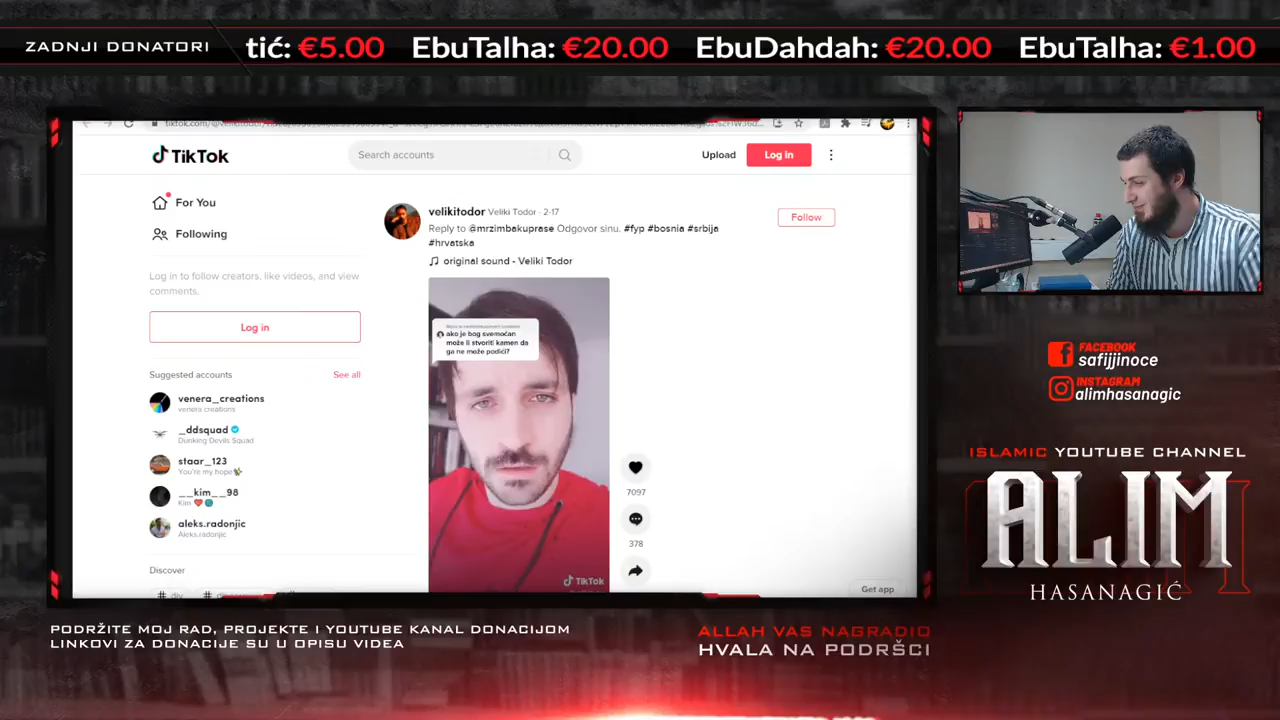 ZADNJI DONATORI
tić: €5.00 EbuTalha: €20.00 EbuDahdah: €20.00 EbuTalha: €1.00
TikTok
Search accounts
Upload
Log in
For You
Following
Log in to follow creators, like videos, and view
comments.
Log in
Suggested accounts See all
venera_creations
venera creations
_ddsquad
Dunking Devils Squad
staar_123
You're my hope
__kim__98
Kim
aleks.radonjic
Aleks.radonjic
Discover
velikitodor Veliki Todor · 2-17
Follow
Reply to @mrzimbakuprase Odgovor sinu. #fyp #bosnia #srbija
#hrvatska
original sound - Veliki Todor
ako je bog svemoćan
može li stvoriti kamen da
ga ne može podići?
TikTok
7097
378
Get app
FACEBOOK
safijjinoce
INSTAGRAM
alimhasanagic
ISLAMIC YOUTUBE CHANNEL
ALIM
HASANAGIĆ
PODRŽITE MOJ RAD, PROJEKTE I YOUTUBE KANAL DONACIJOM
LINKOVI ZA DONACIJE SU U OPISU VIDEA
ALLAH VAS NAGRADIO
HVALA NA PODRŠCI